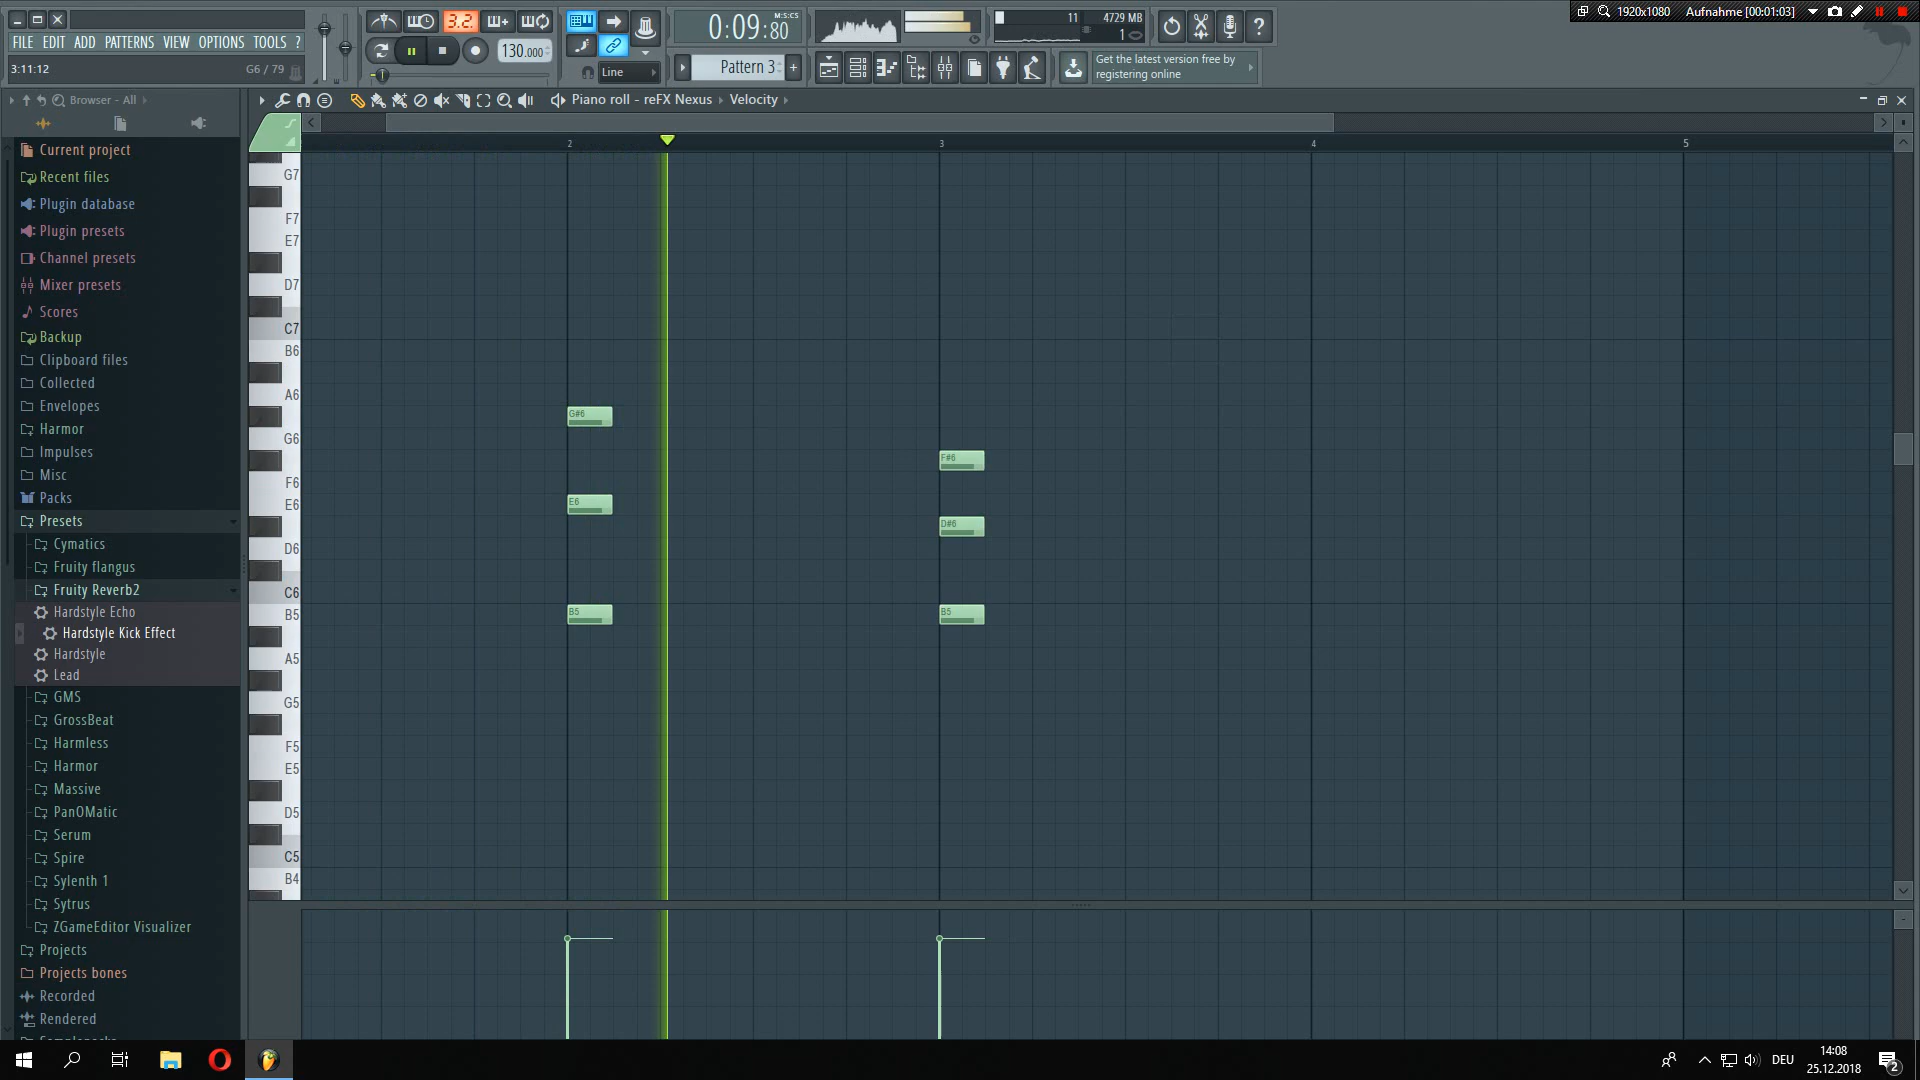 1920x1080 Aufnahme [00:01:03]
FILE EDIT ADD PATTERNS VIEW OPTIONS TOOLS ?
3:11:12 G6 / 79
3.2
130.000
Line
0:09:80 M:S:CS
Pattern 3
11 4729 MB
1
Get the latest version free by
registering online
Browser - All
Piano roll - reFX Nexus Velocity
2 3 4 5
Current project
Recent files
Plugin database
Plugin presets
Channel presets
Mixer presets
Scores
Backup
Clipboard files
Collected
Envelopes
Harmor
Impulses
Misc
Packs
Presets
Cymatics
Fruity flangus
Fruity Reverb2
Hardstyle Echo
Hardstyle Kick Effect
Hardstyle
Lead
GMS
GrossBeat
Harmless
Harmor
Massive
PanOMatic
Serum
Spire
Sylenth 1
Sytrus
ZGameEditor Visualizer
Projects
Projects bones
Recorded
Rendered
G7
F7
E7
D7
C7
B6
A6
G6
F6
E6
D6
C6
B5
A5
G5
F5
E5
D5
C5
B4
G#6
E6
B5
F#6
D#6
B5
DEU
14:08
25.12.2018
2